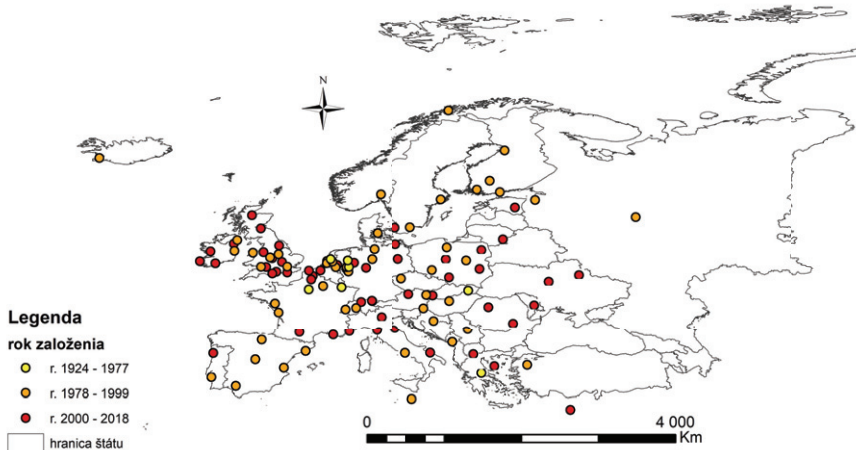 N
Legenda
rok založenia
r. 1924 - 1977
r. 1978 - 1999
r. 2000 - 2018
hranica štátu
0 4 000
Km